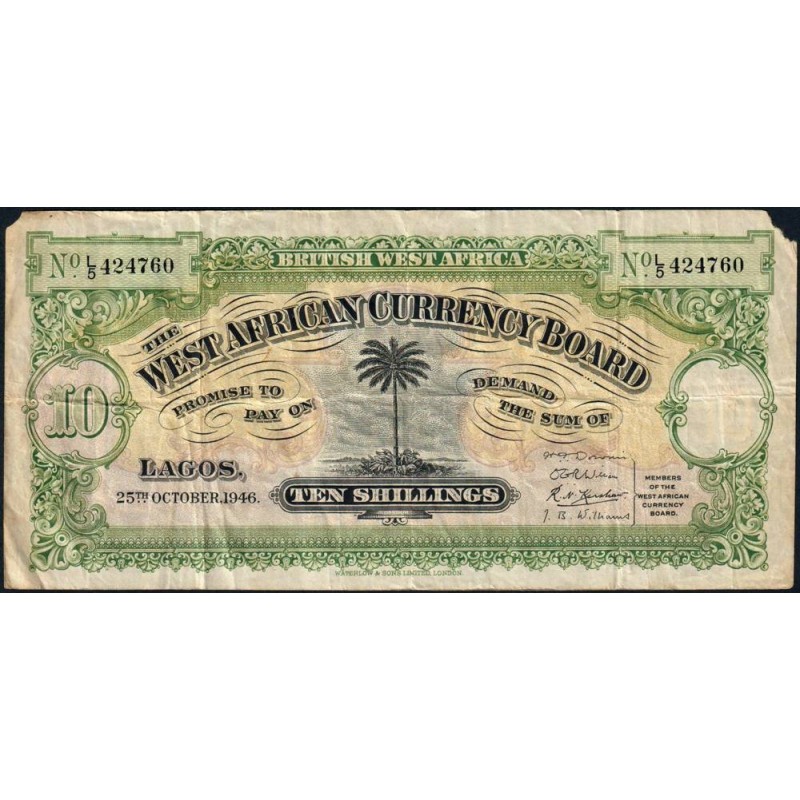 BRITISH WEST AFRICA
No. L/5 424760
No. L/5 424760
THE
WEST AFRICAN CURRENCY BOARD
PROMISE TO PAY ON
DEMAND THE SUM OF
10
LAGOS,
25TH OCTOBER. 1946.
TEN SHILLINGS
R. N. Kershaw
J. B. Williams
MEMBERS
OF THE
WEST AFRICAN
CURRENCY
BOARD.
WATERLOW & SONS LIMITED, LONDON.